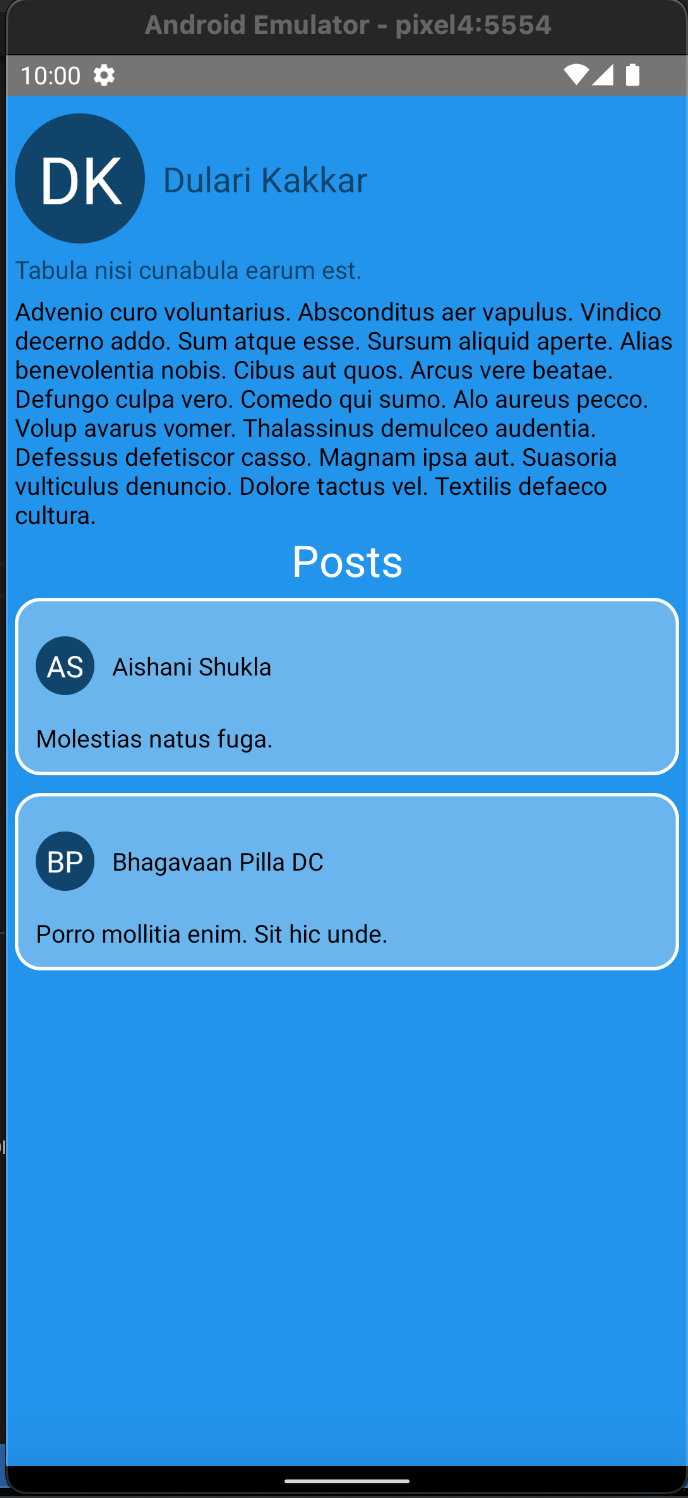 Android Emulator - pixel4:5554
10:00
DK
Dulari Kakkar
Tabula nisi cunabula earum est.
Advenio curo voluntarius. Absconditus aer vapulus. Vindico
decerno addo. Sum atque esse. Sursum aliquid aperte. Alias
benevolentia nobis. Cibus aut quos. Arcus vere beatae.
Defungo culpa vero. Comedo qui sumo. Alo aureus pecco.
Volup avarus vomer. Thalassinus demulceo audentia.
Defessus defetiscor casso. Magnam ipsa aut. Suasoria
vulticulus denuncio. Dolore tactus vel. Textilis defaeco
cultura.
Posts
AS
Aishani Shukla
Molestias natus fuga.
BP
Bhagavaan Pilla DC
Porro mollitia enim. Sit hic unde.